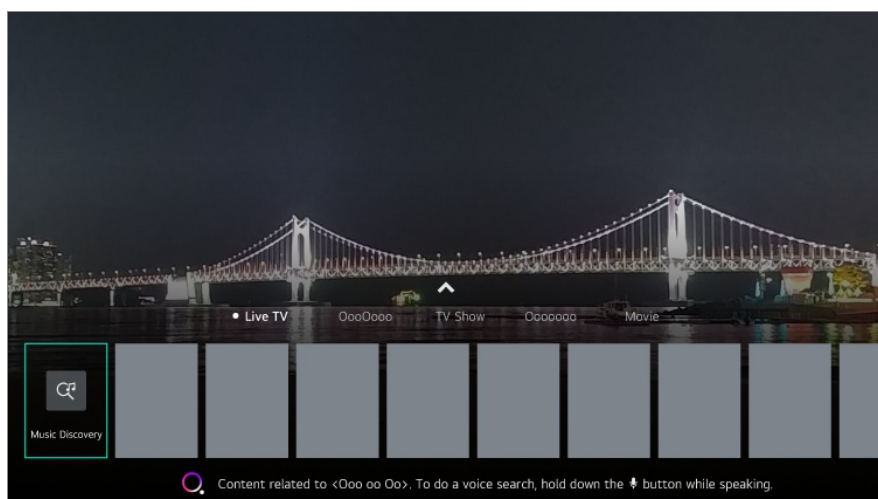 Live TV OooOooo TV Show Ooooooo Movie
Music Discovery
Content related to <Ooo oo Oo>. To do a voice search, hold down the button while speaking.